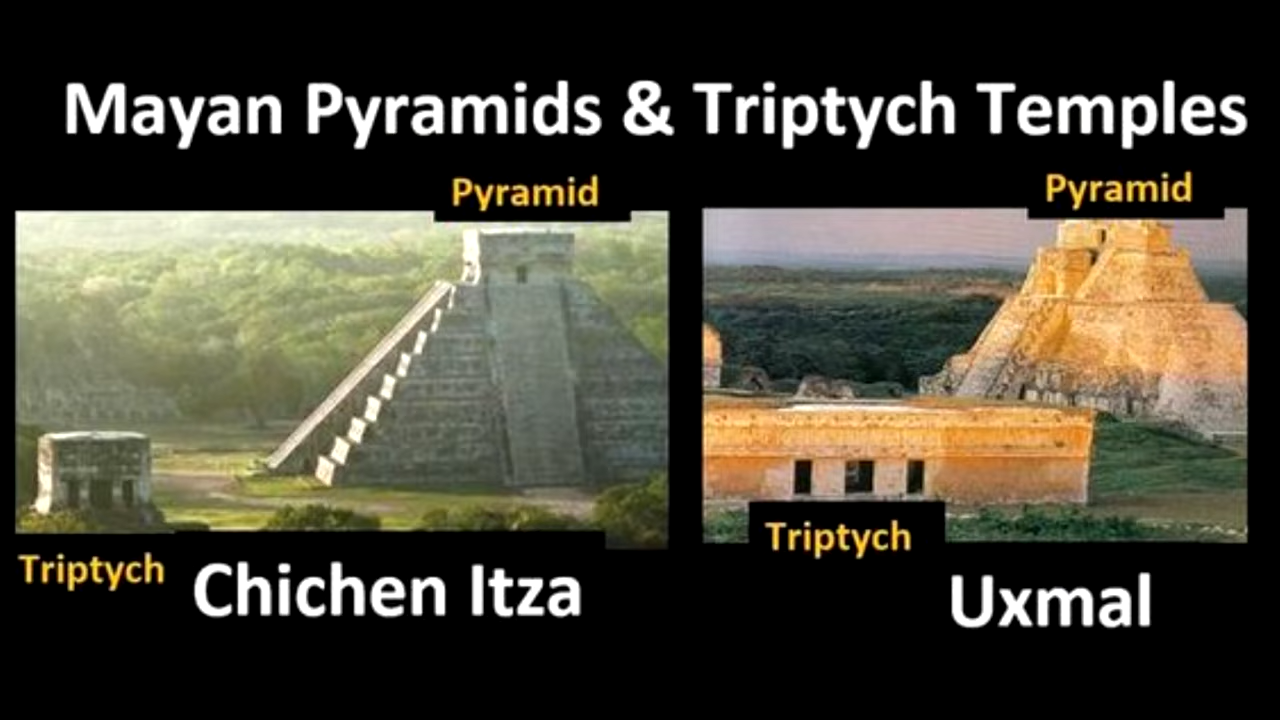 Mayan Pyramids & Triptych Temples
Pyramid
Pyramid
Triptych
Triptych
Chichen Itza
Uxmal